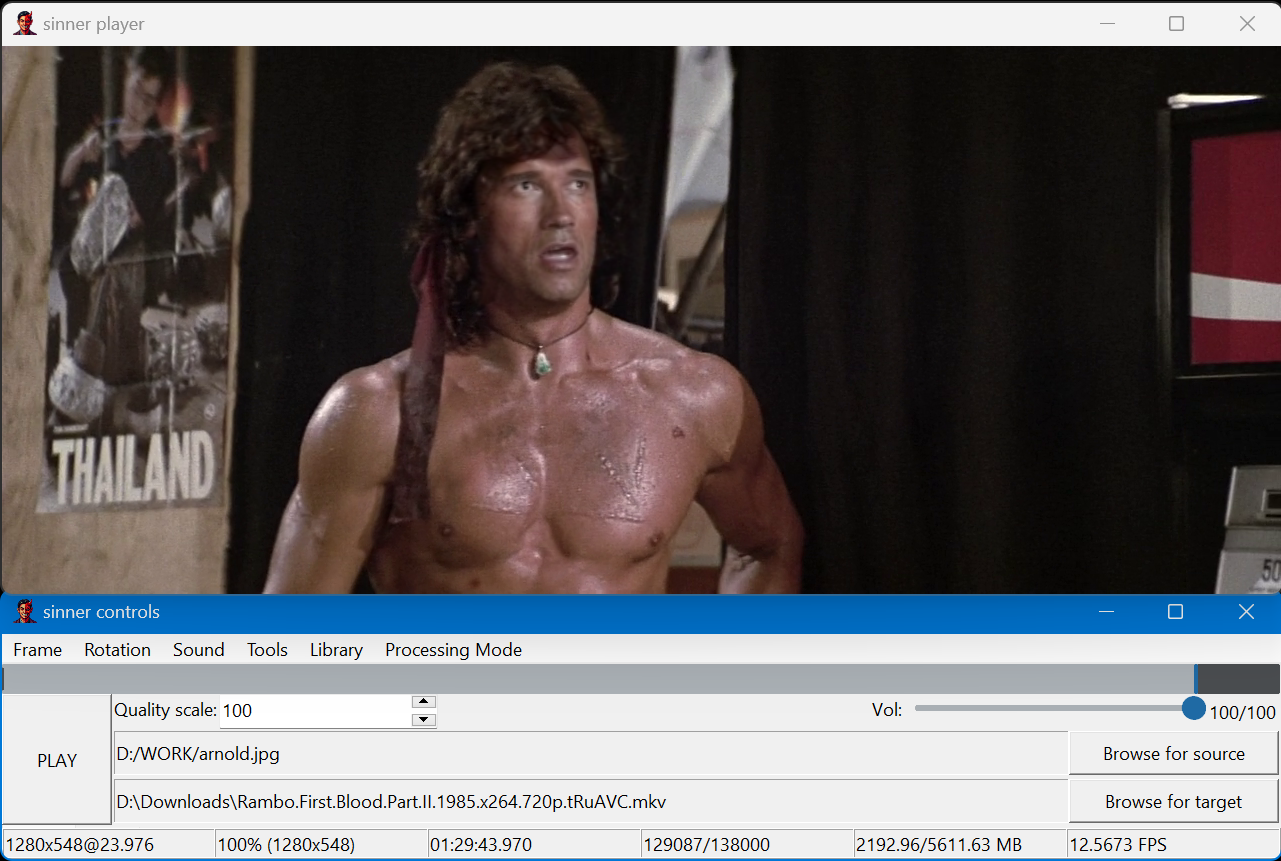 sinner player
THAILAND
50
sinner controls
Frame Rotation Sound Tools Library Processing Mode
Quality scale: 100 Vol: 100/100
PLAY
D:/WORK/arnold.jpg Browse for source
D:\Downloads\Rambo.First.Blood.Part.II.1985.x264.720p.tRuAVC.mkv Browse for target
1280x548@23.976 100% (1280x548) 01:29:43.970 129087/138000 2192.96/5611.63 MB 12.5673 FPS